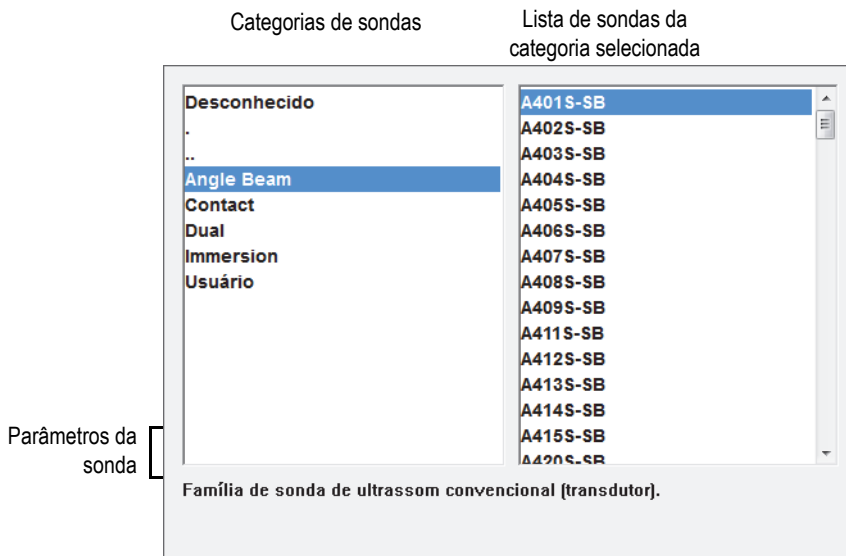 Categorias de sondas
Lista de sondas da
categoria selecionada
Desconhecido
.
..
Angle Beam
Contact
Dual
Immersion
Usuário
A401S-SB
A402S-SB
A403S-SB
A404S-SB
A405S-SB
A406S-SB
A407S-SB
A408S-SB
A409S-SB
A411S-SB
A412S-SB
A413S-SB
A414S-SB
A415S-SB
A420S-SB
Parâmetros da
sonda
Família de sonda de ultrassom convencional (transdutor).